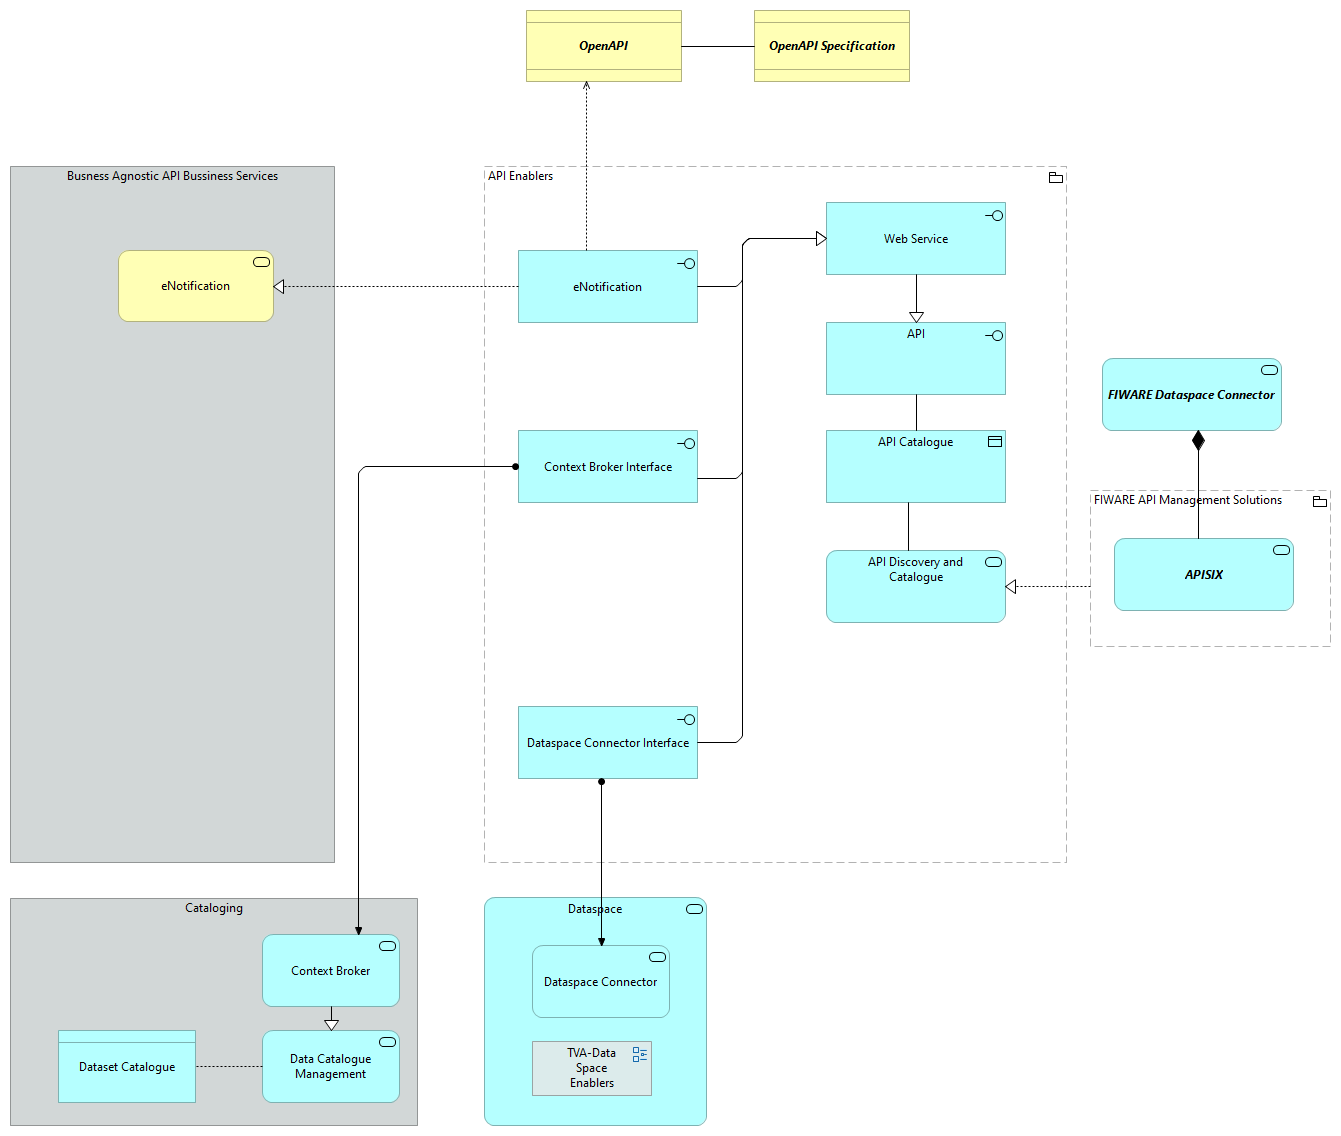 OpenAPI
OpenAPI Specification
Busness Agnostic API Bussiness Services
API Enablers
Web Service
eNotification
eNotification
API
FIWARE Dataspace Connector
API Catalogue
Context Broker Interface
FIWARE API Management Solutions
API Discovery and
Catalogue
APISIX
Dataspace Connector Interface
Cataloging
Dataspace
Context Broker
Dataspace Connector
Dataset Catalogue
Data Catalogue
Management
TVA-Data
Space
Enablers